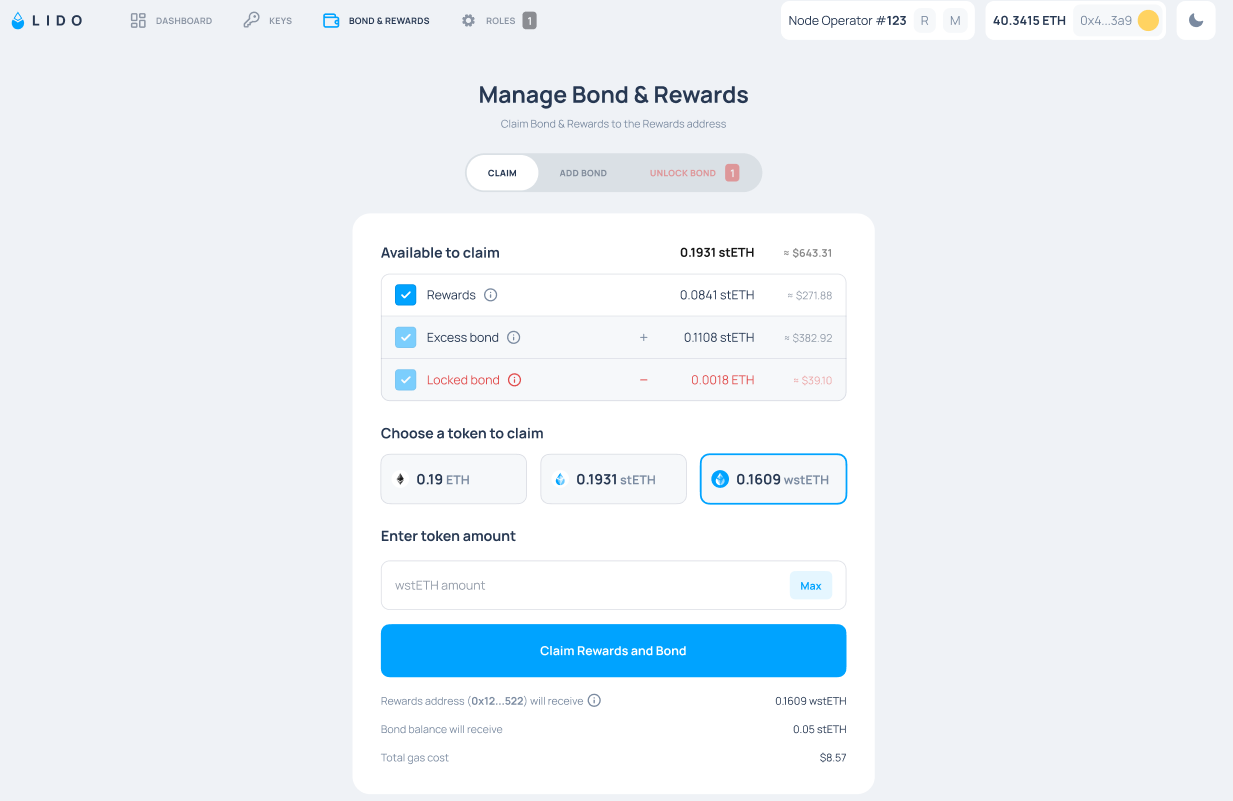 LIDO DASHBOARD KEYS BOND & REWARDS ROLES 1 Node Operator #123 R M 40.3415 ETH 0x4...3a9
Manage Bond & Rewards
Claim Bond & Rewards to the Rewards address
CLAIM ADD BOND UNLOCK BOND 1
Available to claim 0.1931 stETH ≈ $643.31
Rewards 0.0841 stETH ≈ $271.88
Excess bond + 0.1108 stETH ≈ $382.92
Locked bond − 0.0018 ETH ≈ $39.10
Choose a token to claim
0.19 ETH 0.1931 stETH 0.1609 wstETH
Enter token amount
wstETH amount Max
Claim Rewards and Bond
Rewards address (0x12...522) will receive 0.1609 wstETH
Bond balance will receive 0.05 stETH
Total gas cost $8.57